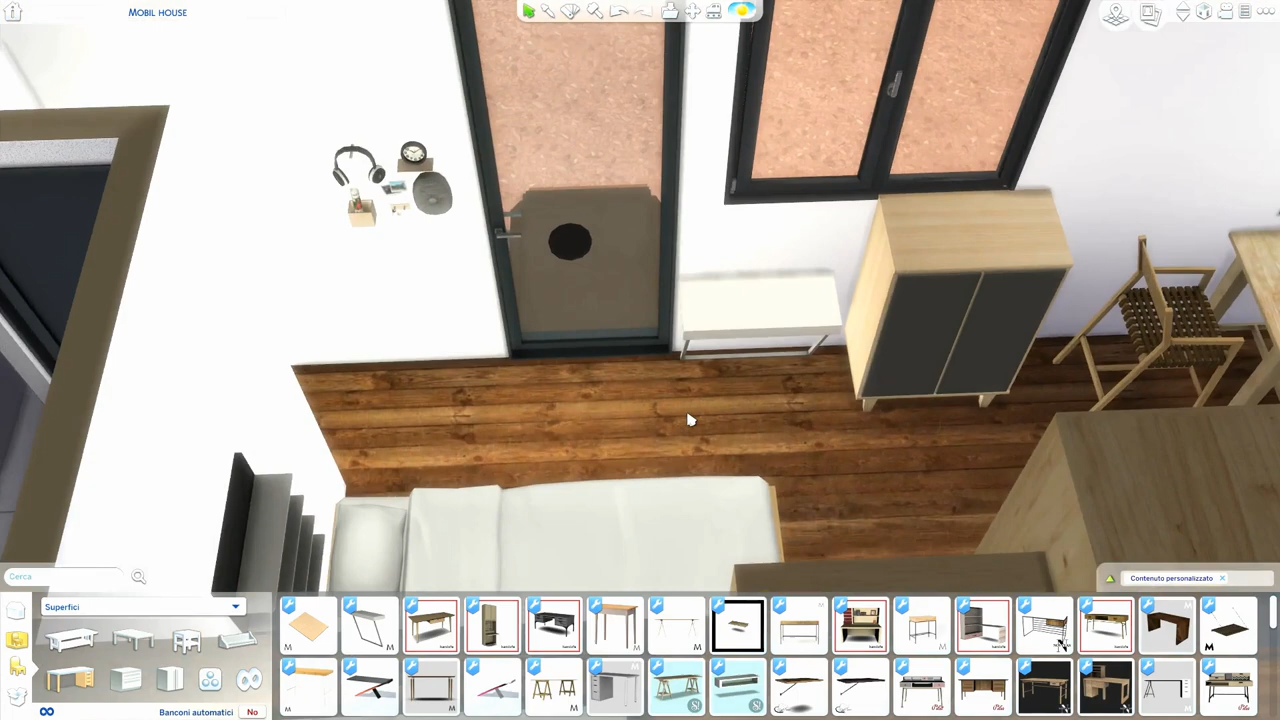 MOBIL HOUSE
Cerca
Contenuto personalizzato
Superfici
Banconi automatici
No